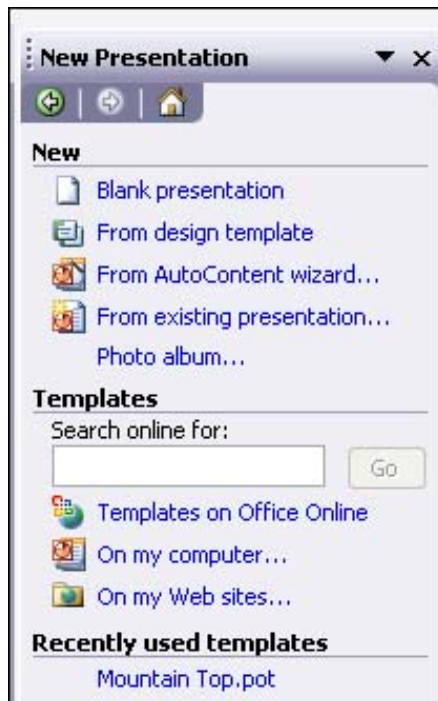 New Presentation
New
Blank presentation
From design template
From AutoContent wizard...
From existing presentation...
Photo album...
Templates
Search online for:
Go
Templates on Office Online
On my computer...
On my Web sites...
Recently used templates
Mountain Top.pot